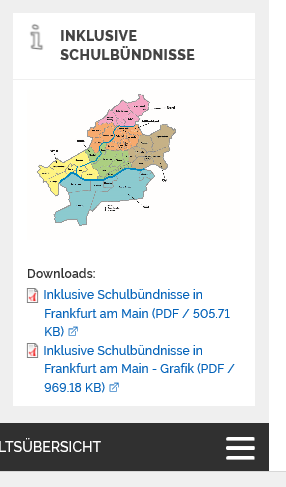 INKLUSIVE
SCHULBÜNDNISSE
Downloads:
Inklusive Schulbündnisse in
Frankfurt am Main (PDF / 505.71
KB)
Inklusive Schulbündnisse in
Frankfurt am Main - Grafik (PDF /
969.18 KB)
LTSÜBERSICHT